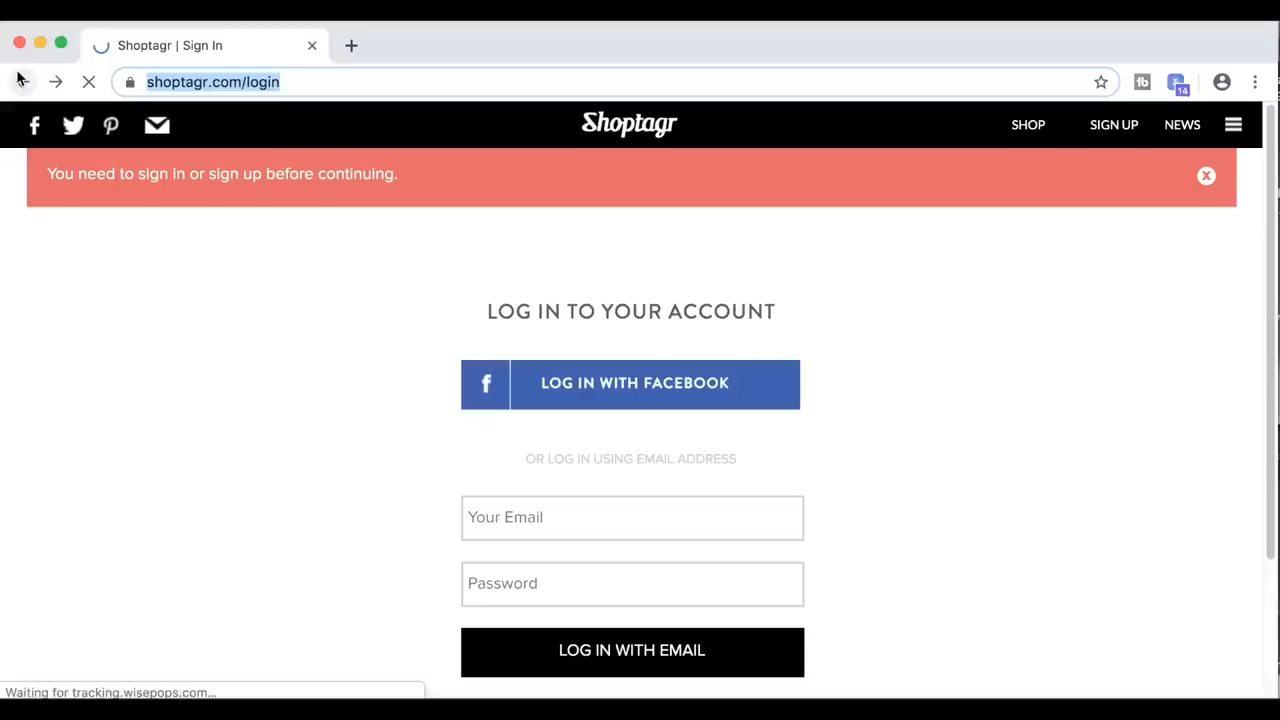 Shoptagr | Sign In
shoptagr.com/login
14
Shoptagr
SHOP
SIGN UP
NEWS
You need to sign in or sign up before continuing.
LOG IN TO YOUR ACCOUNT
LOG IN WITH FACEBOOK
OR LOG IN USING EMAIL ADDRESS
Your Email
Password
LOG IN WITH EMAIL
Waiting for tracking.wisepops.com...